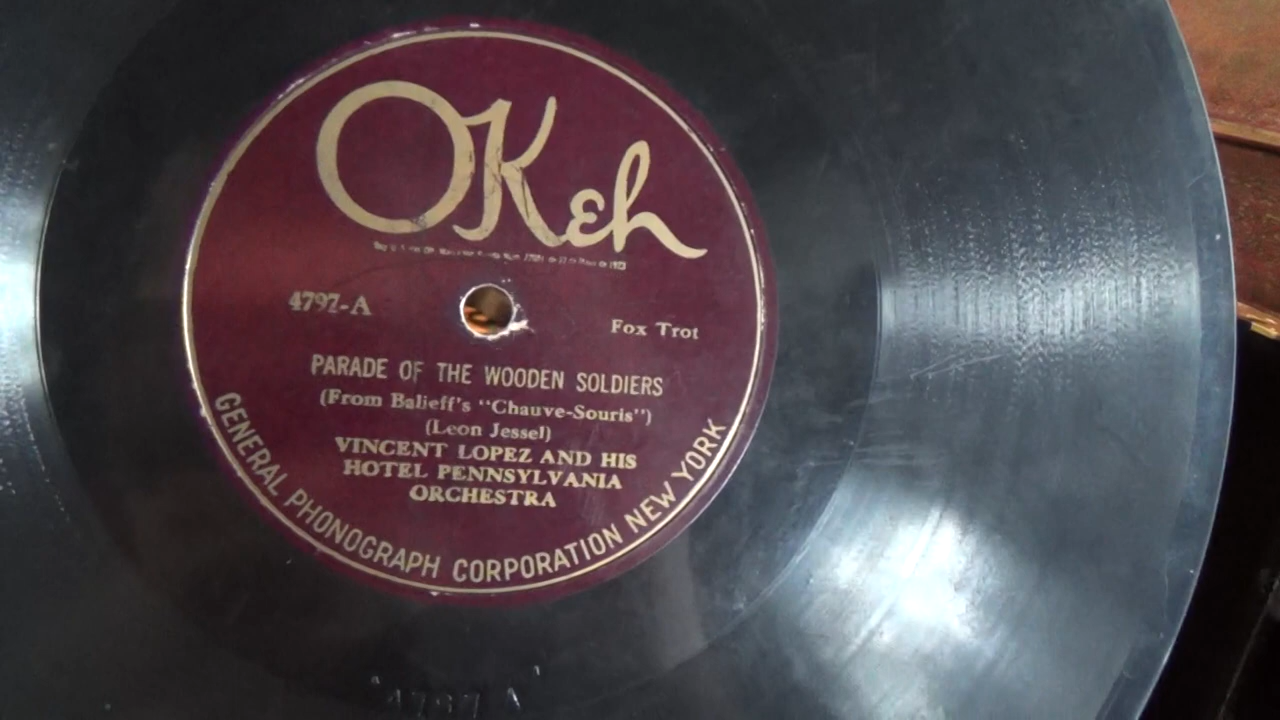 OKeh
4797-A
Fox Trot
PARADE OF THE WOODEN SOLDIERS
(From Balieff's "Chauve-Souris")
(Leon Jessel)
VINCENT LOPEZ AND HIS
HOTEL PENNSYLVANIA
ORCHESTRA
GENERAL PHONOGRAPH CORPORATION NEW YORK
4797 A